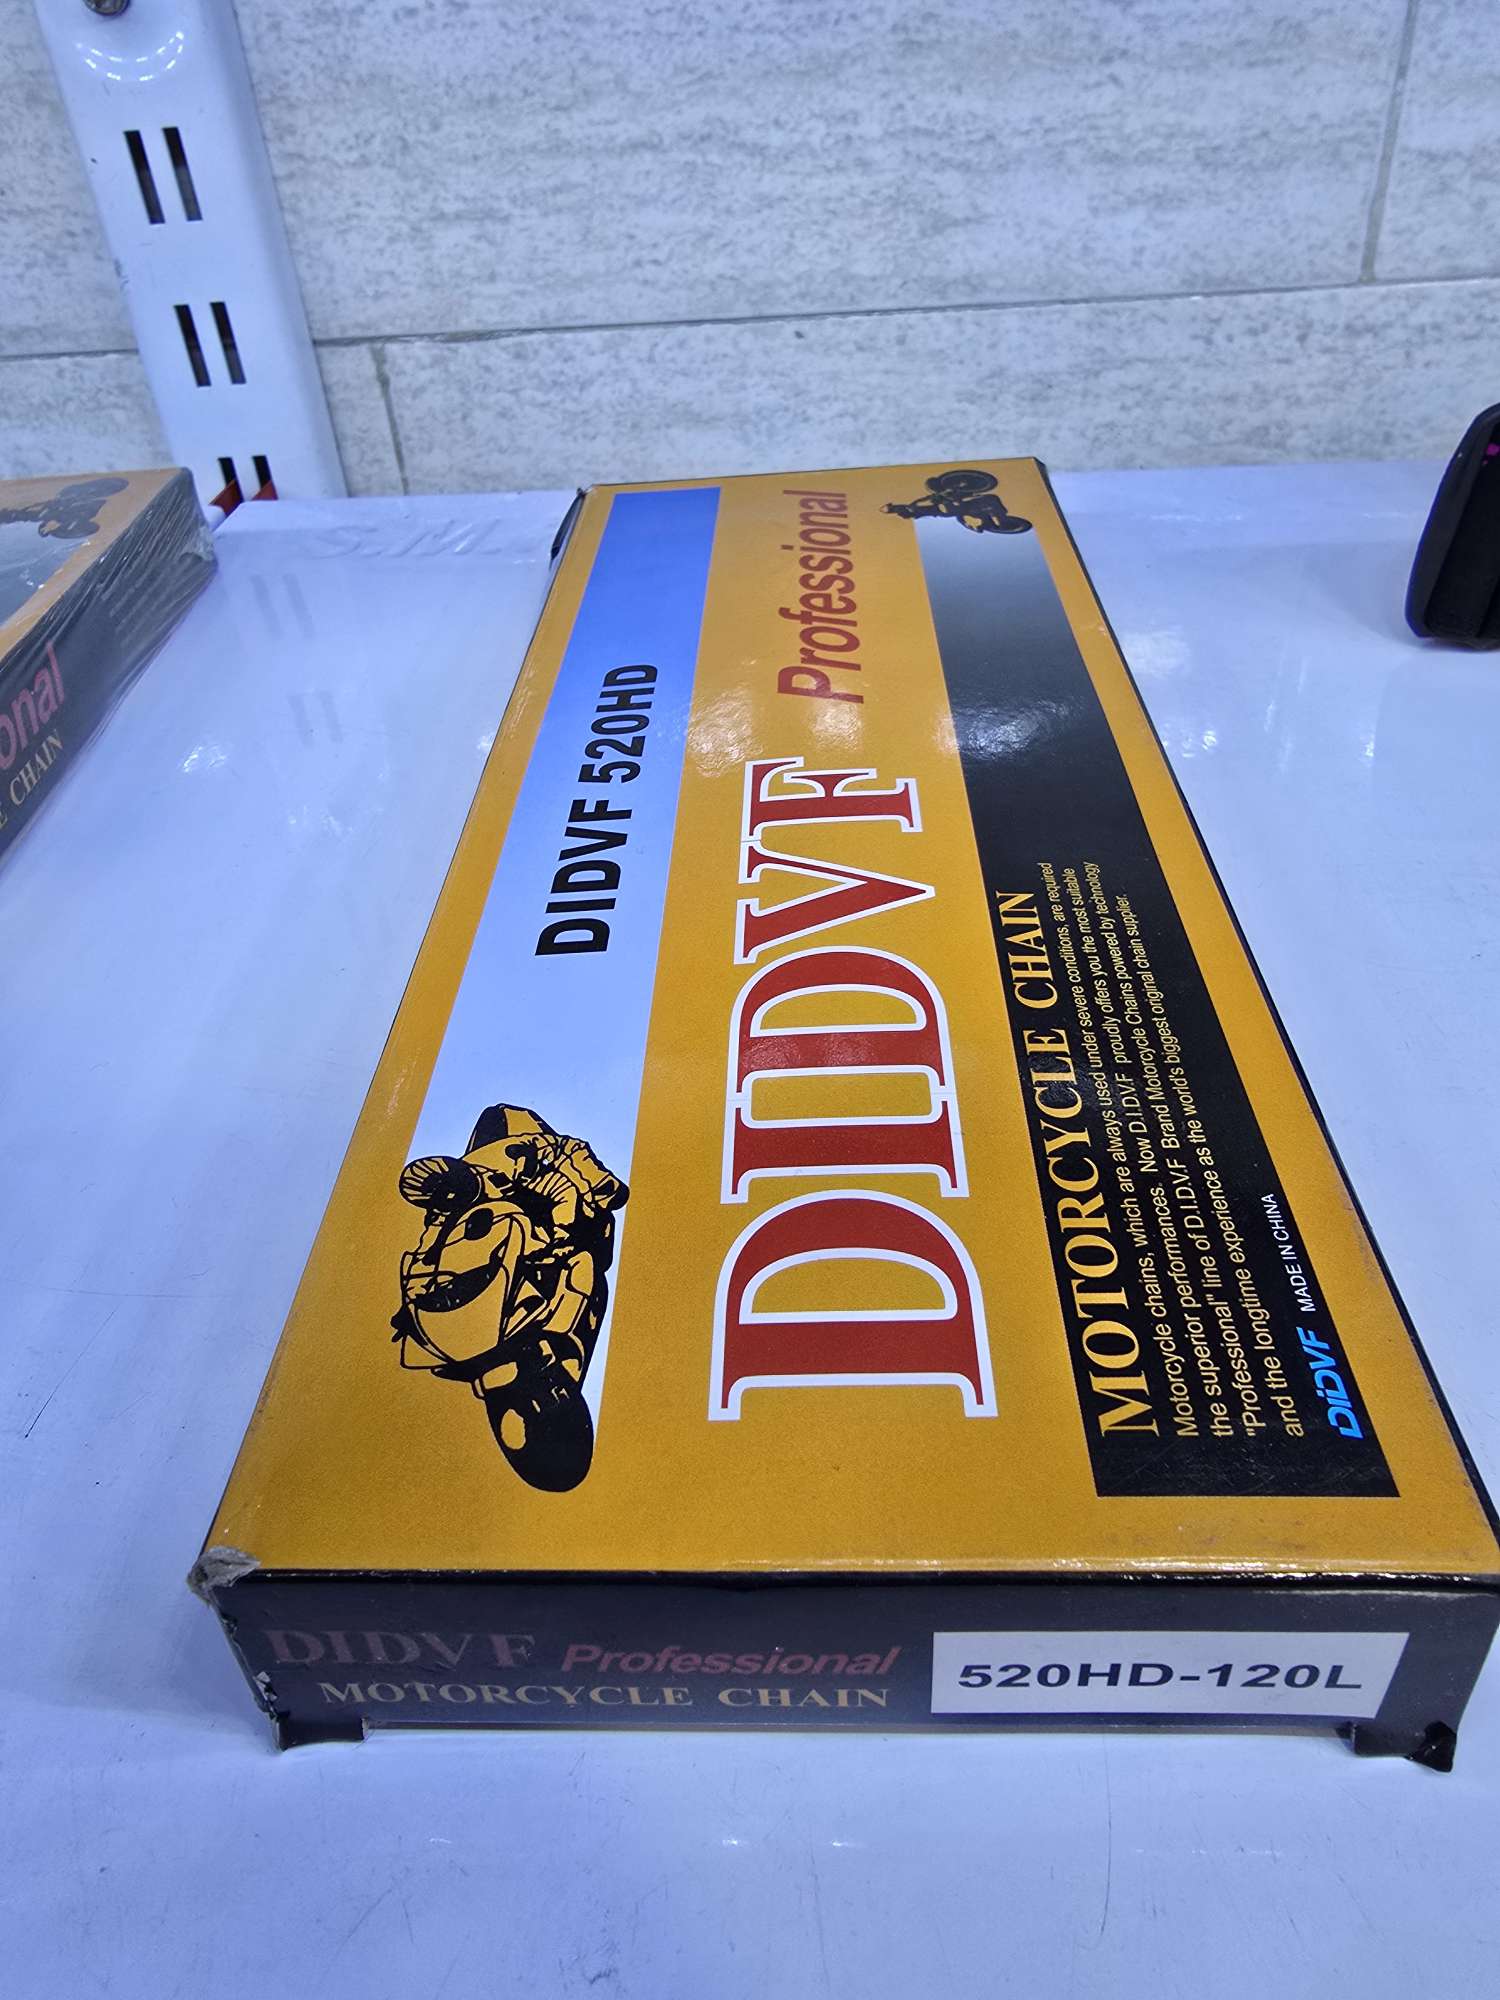 DIDVF 520HD
DIDVF Professional
MOTORCYCLE CHAIN
Motorcycle chains, which are always used under severe conditions, are required
the superior performances. Now D.I.D.V.F proudly offers you the most suitable
"Professional" line of D.I.D.V.F Brand Motorcycle Chains powered by technology
and the longtime experience as the world's biggest original chain supplier.
DiDVF MADE IN CHINA
DIDVF Professional
MOTORCYCLE CHAIN
520HD-120L
onal
CHAIN